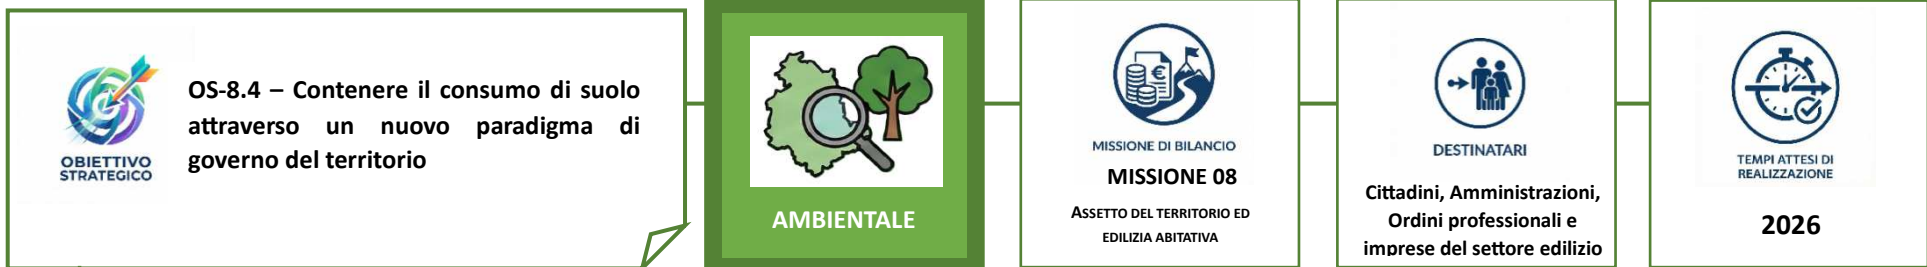 OBIETTIVO
STRATEGICO
OS-8.4 – Contenere il consumo di suolo
attraverso un nuovo paradigma di
governo del territorio
AMBIENTALE
MISSIONE DI BILANCIO
MISSIONE 08
ASSETTO DEL TERRITORIO ED
EDILIZIA ABITATIVA
DESTINATARI
Cittadini, Amministrazioni,
Ordini professionali e
imprese del settore edilizio
TEMPI ATTESI DI
REALIZZAZIONE
2026